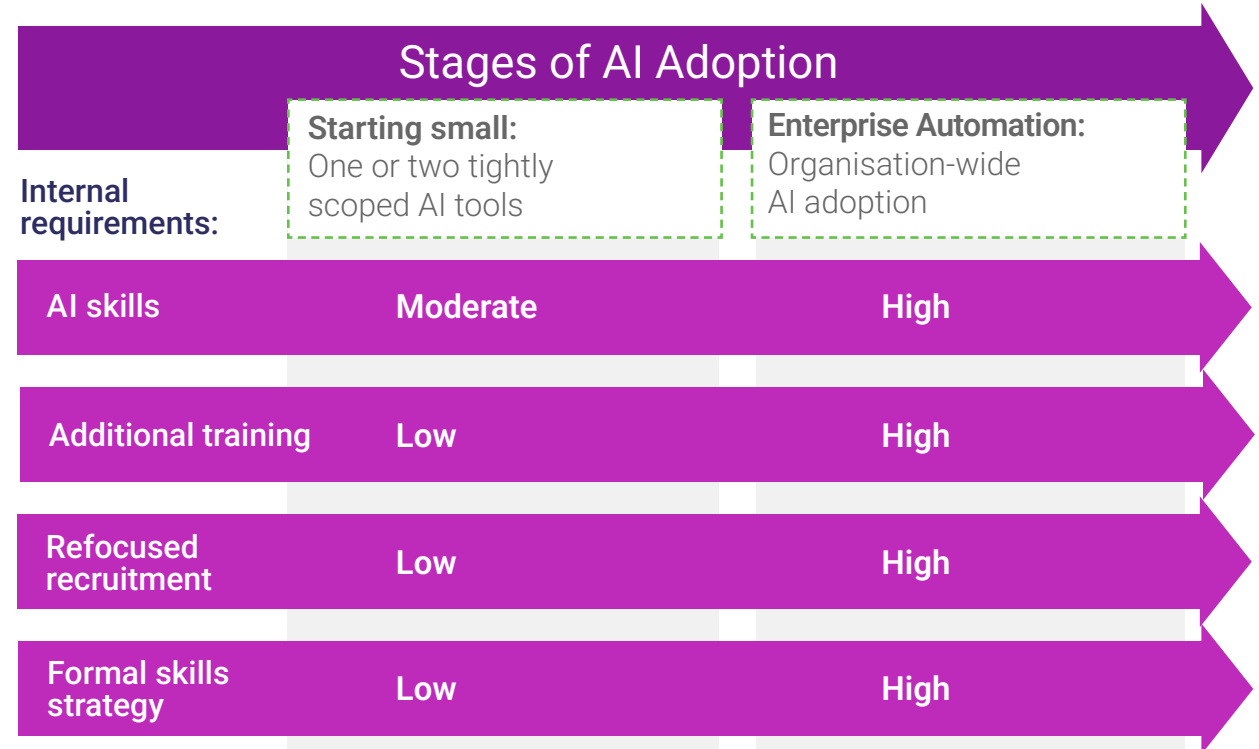 Stages of AI Adoption
Starting small:
One or two tightly
scoped AI tools
Enterprise Automation:
Organisation-wide
AI adoption
Internal
requirements:
AI skills
Moderate
High
Additional training
Low
High
Refocused
recruitment
Low
High
Formal skills
strategy
Low
High